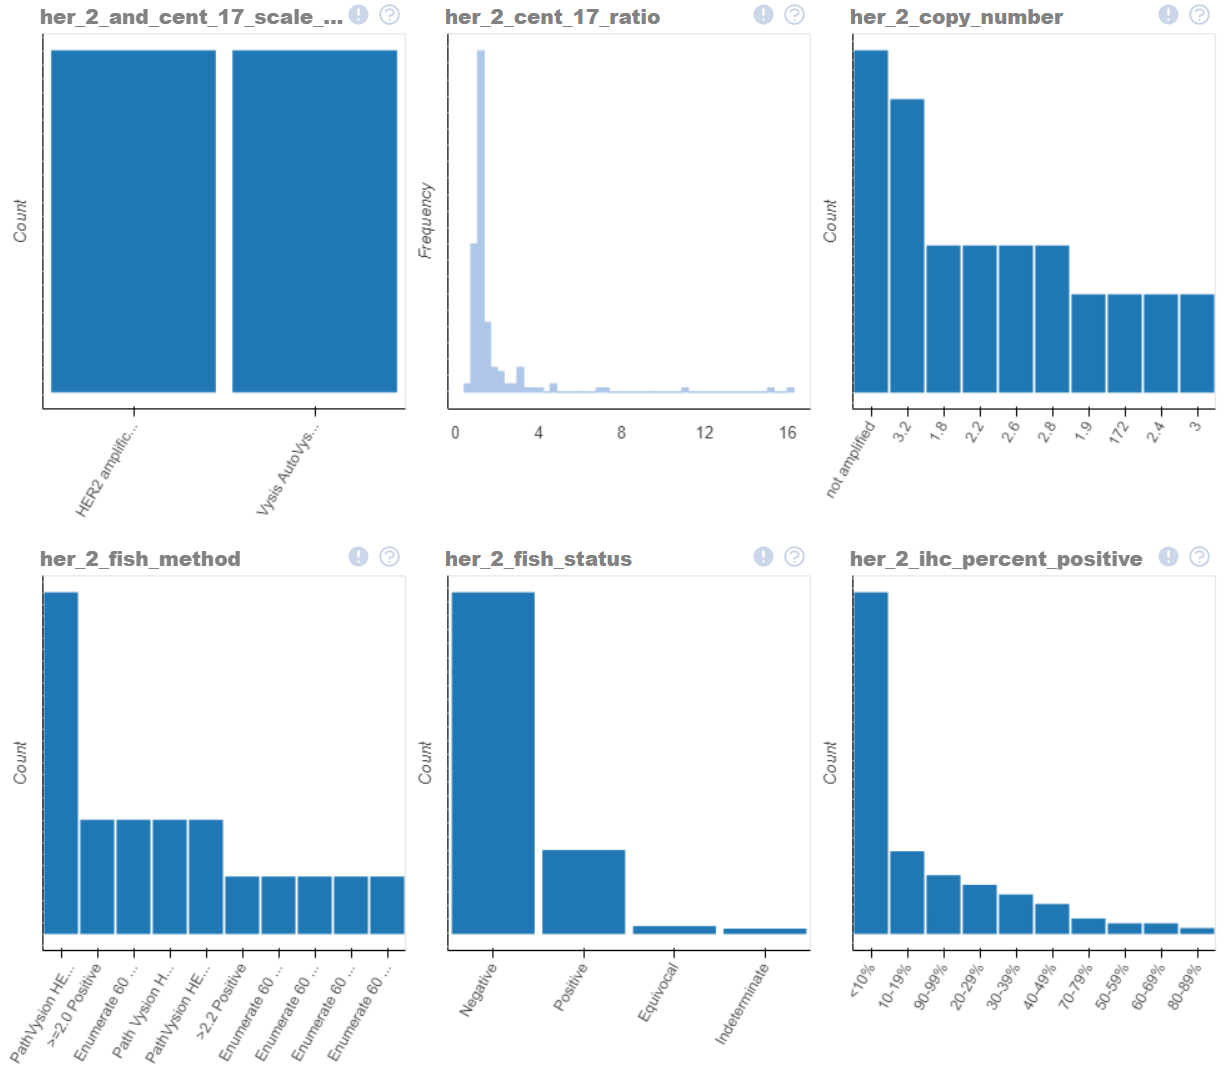 her_2_and_cent_17_scale_... ! ?
Count
HER2 amplific...
Vysis AutoVys...
her_2_cent_17_ratio ! ?
Frequency
0 4 8 12 16
her_2_copy_number ! ?
Count
not amplified
3.2
1.8
2.2
2.6
2.8
1.9
172
2.4
3
her_2_fish_method ! ?
Count
PathVysion HE...
>=2.0 Positive
Enumerate 60 ...
Path Vysion H...
PathVysion HE...
>2.2 Positive
Enumerate 60 ...
Enumerate 60 ...
Enumerate 60 ...
Enumerate 60 ...
her_2_fish_status ! ?
Count
Negative
Positive
Equivocal
Indeterminate
her_2_ihc_percent_positive ! ?
Count
<10%
10-19%
90-99%
20-29%
30-39%
40-49%
70-79%
50-59%
60-69%
80-89%